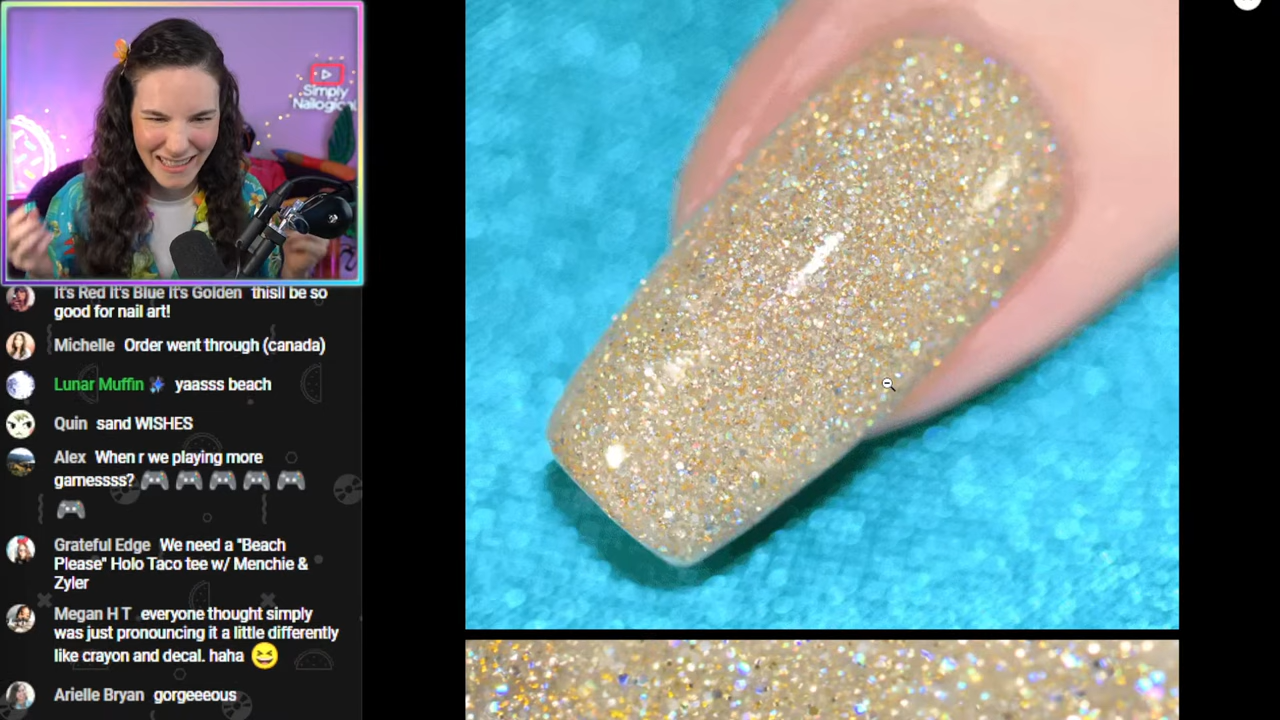 Simply
Nailogical
It's Red It's Blue It's Golden thisll be so
good for nail art!
Michelle Order went through (canada)
Lunar Muffin yaasss beach
Quin sand WISHES
Alex When r we playing more
gamessss? 🎮 🎮 🎮 🎮 🎮
🎮
Grateful Edge We need a "Beach
Please" Holo Taco tee w/ Menchie &
Zyler
Megan H T everyone thought simply
was just pronouncing it a little differently
like crayon and decal. haha 😆
Arielle Bryan gorgeeeous